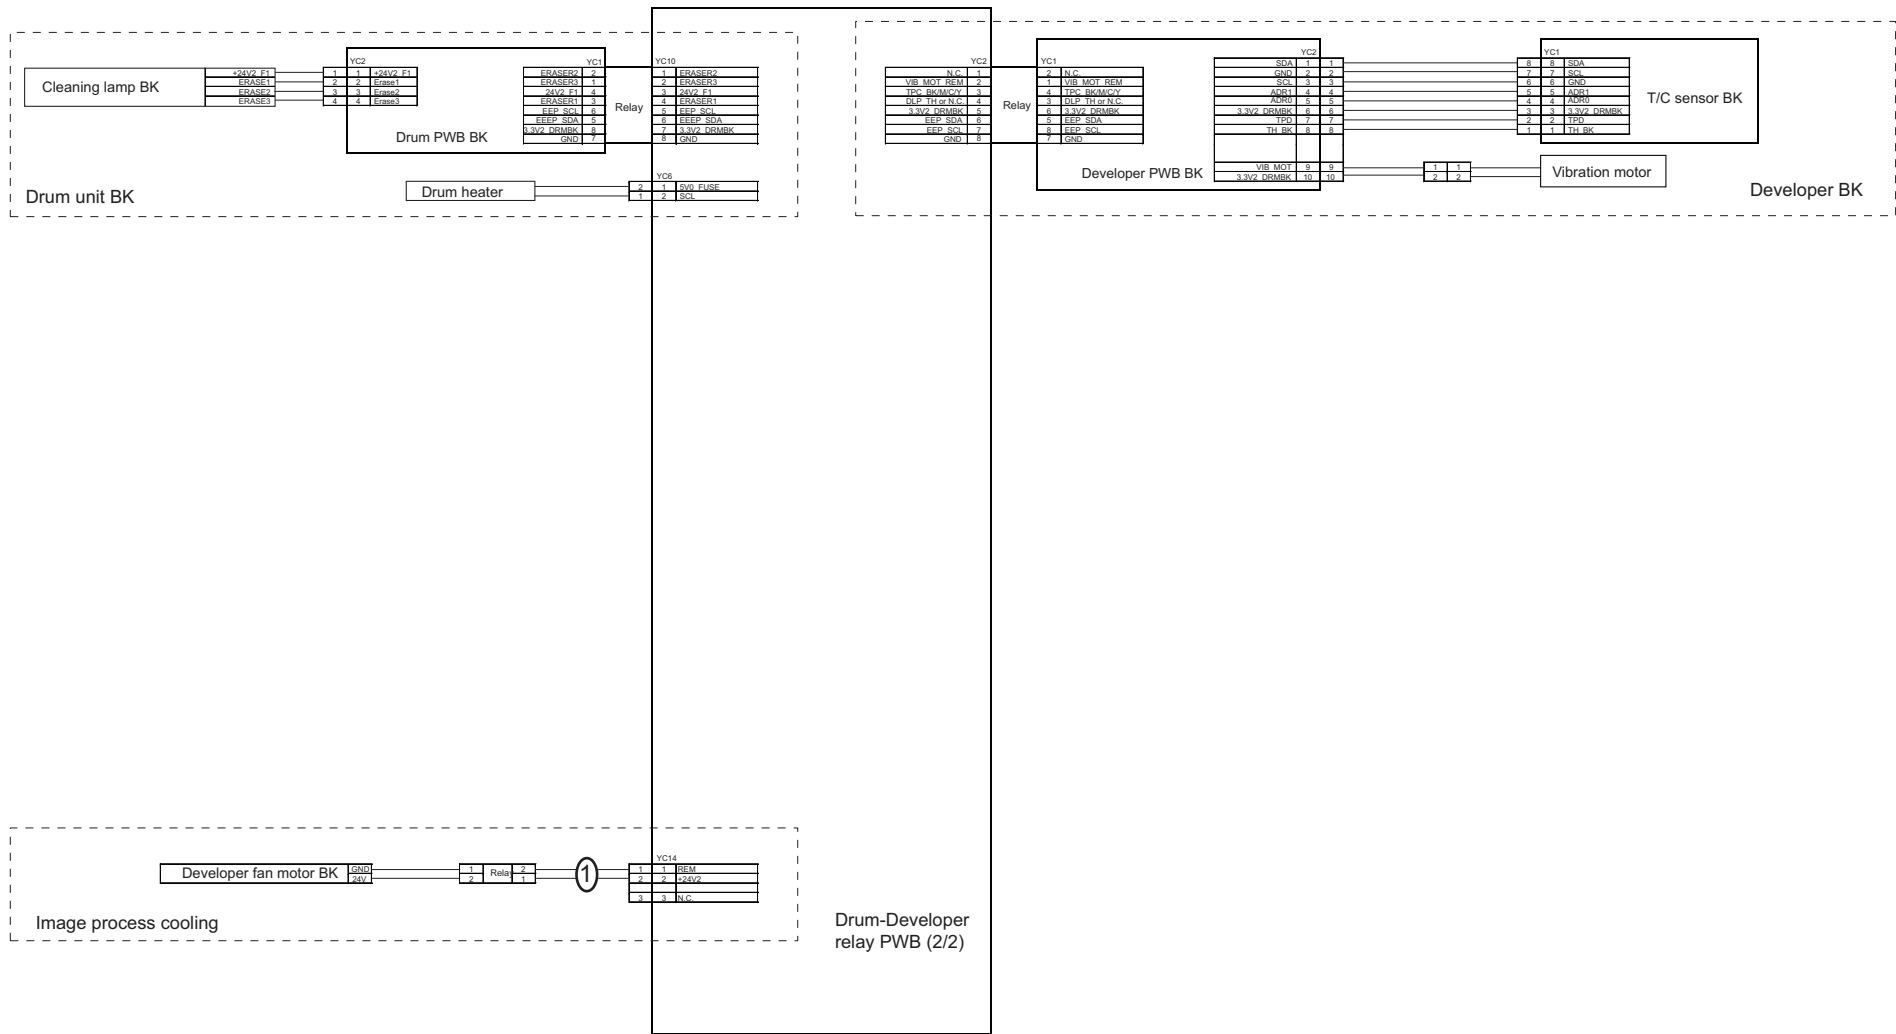 Cleaning lamp BK
+24V2_F1
ERASE1
ERASE2
ERASE3
1
2
3
4
YC2
1 +24V2_F1
2 Erase1
3 Erase2
4 Erase3
Drum PWB BK
YC1
ERASER2 2
ERASER3 1
24V2_F1 4
ERASER1 3
EEP_SCL 6
EEEP_SDA 5
3.3V2_DRMBK 8
GND 7
Relay
YC10
1 ERASER2
2 ERASER3
3 24V2_F1
4 ERASER1
5 EEP_SCL
6 EEEP_SDA
7 3.3V2_DRMBK
8 GND
Drum heater
YC6
2 1 5V0_FUSE
1 2 SCL
Drum unit BK
YC2
N.C. 1
VIB_MOT_REM 2
TPC_BK/M/C/Y 3
DLP_TH or N.C. 4
3.3V2_DRMBK 5
EEP_SDA 6
EEP_SCL 7
GND 8
Relay
YC1
2 N.C.
1 VIB_MOT_REM
4 TPC_BK/M/C/Y
3 DLP_TH or N.C.
6 3.3V2_DRMBK
5 EEP_SDA
8 EEP_SCL
7 GND
Developer PWB BK
YC2
SDA 1 1
GND 2 2
SCL 3 3
ADR1 4 4
ADR0 5 5
3.3V2_DRMBK 6 6
TPD 7 7
TH_BK 8 8
VIB_MOT 9 9
3.3V2_DRMBK 10 10
YC1
8 8 SDA
7 7 SCL
6 6 GND
5 5 ADR1
4 4 ADR0
3 3 3.3V2_DRMBK
2 2 TPD
1 1 TH_BK
T/C sensor BK
1 1
2 2
Vibration motor
Developer BK
Developer fan motor BK
GND
24V
1 Relay 2
2 1
1
YC14
1 1 REM
2 2 +24V2
3 3 N.C.
Image process cooling
Drum-Developer
relay PWB (2/2)